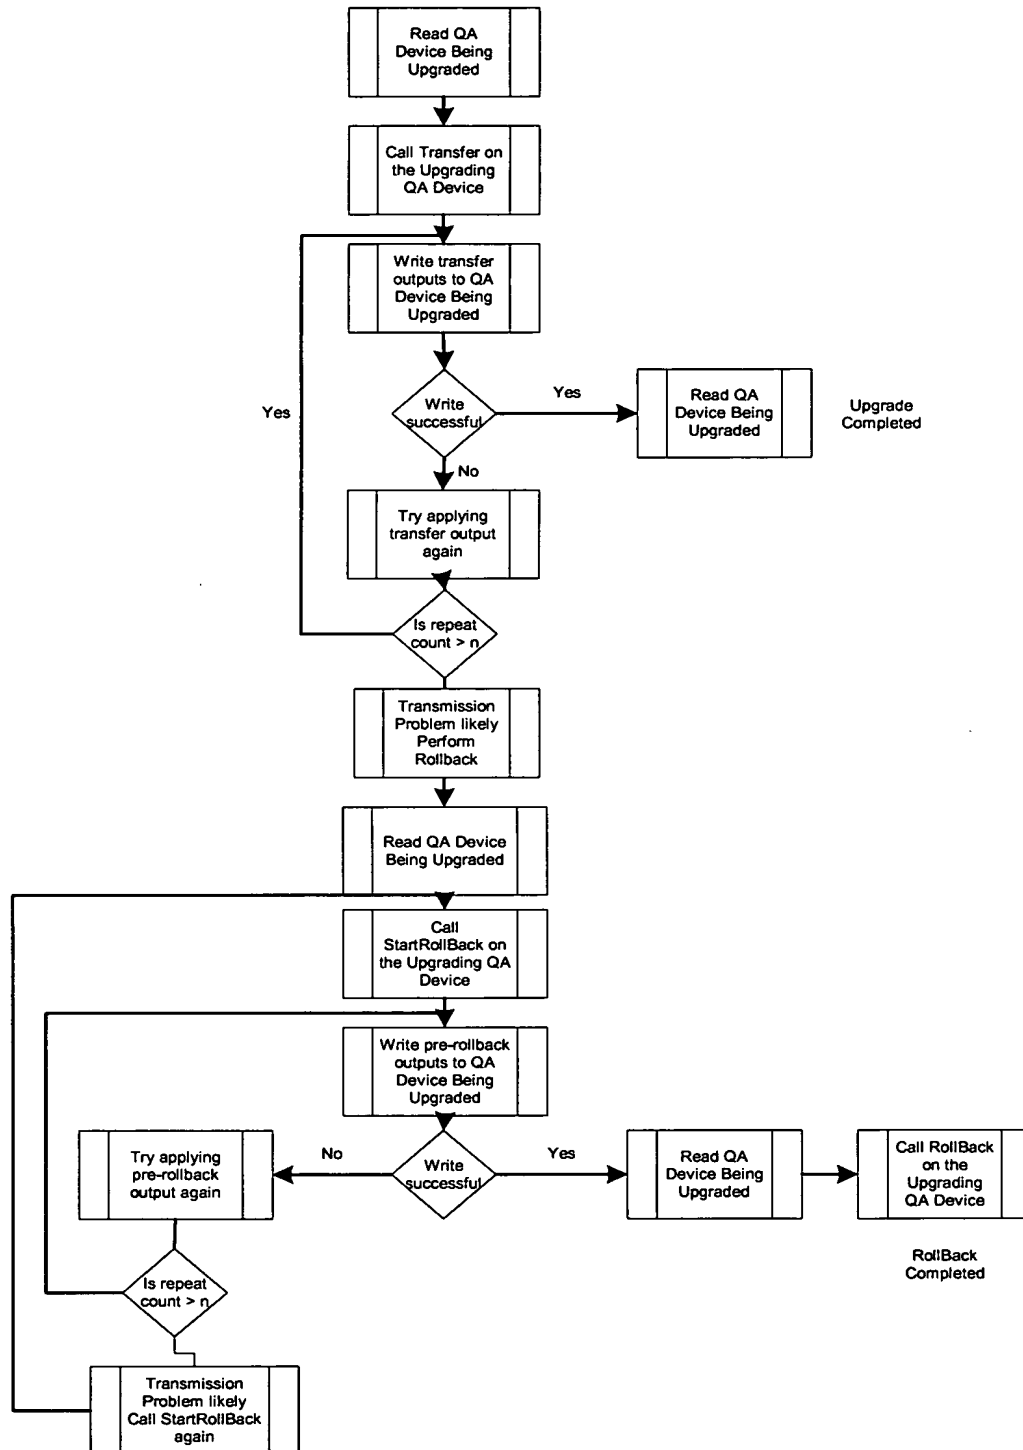 Read QA
Device Being
Upgraded
Call Transfer on
the Upgrading
QA Device
Write transfer
outputs to QA
Device Being
Upgraded
Yes
Write
successful
Yes
Read QA
Device Being
Upgraded
Upgrade
Completed
No
Try applying
transfer output
again
Is repeat
count > n
Transmission
Problem likely
Perform
Rollback
Read QA Device
Being Upgraded
Call
StartRollBack on
the Upgrading QA
Device
Write pre-rollback
outputs to QA
Device Being
Upgraded
Try applying
pre-rollback
output again
No
Write
successful
Yes
Read QA
Device Being
Upgraded
Call RollBack
on the
Upgrading
QA Device
RollBack
Completed
Is repeat
count > n
Transmission
Problem likely
Call StartRollBack
again